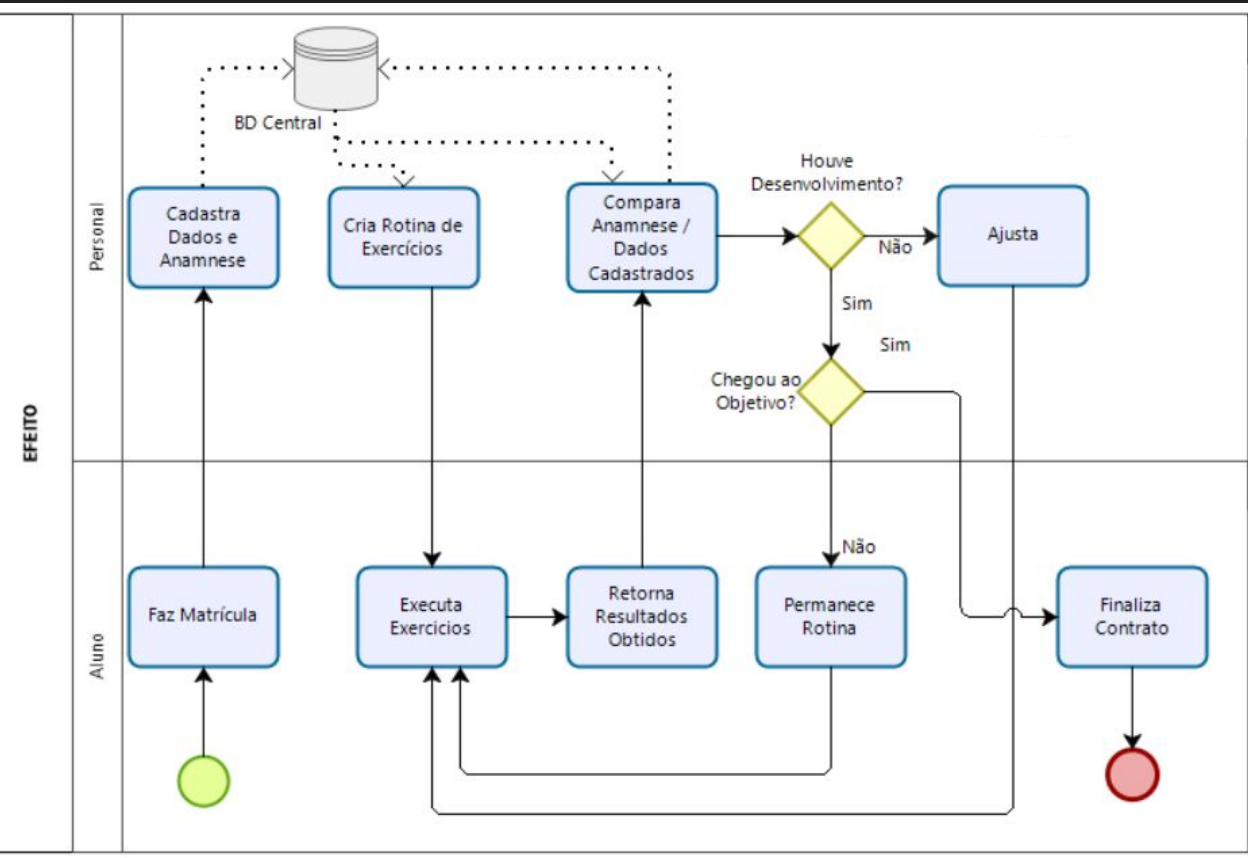 EFEITO
Personal
BD Central
Cadastra
Dados e
Anamnese
Cria Rotina de
Exercícios
Compara
Anamnese /
Dados
Cadastrados
Houve
Desenvolvimento?
Não
Ajusta
Sim
Sim
Chegou ao
Objetivo?
Aluno
Não
Faz Matrícula
Executa
Exercicios
Retorna
Resultados
Obtidos
Permanece
Rotina
Finaliza
Contrato